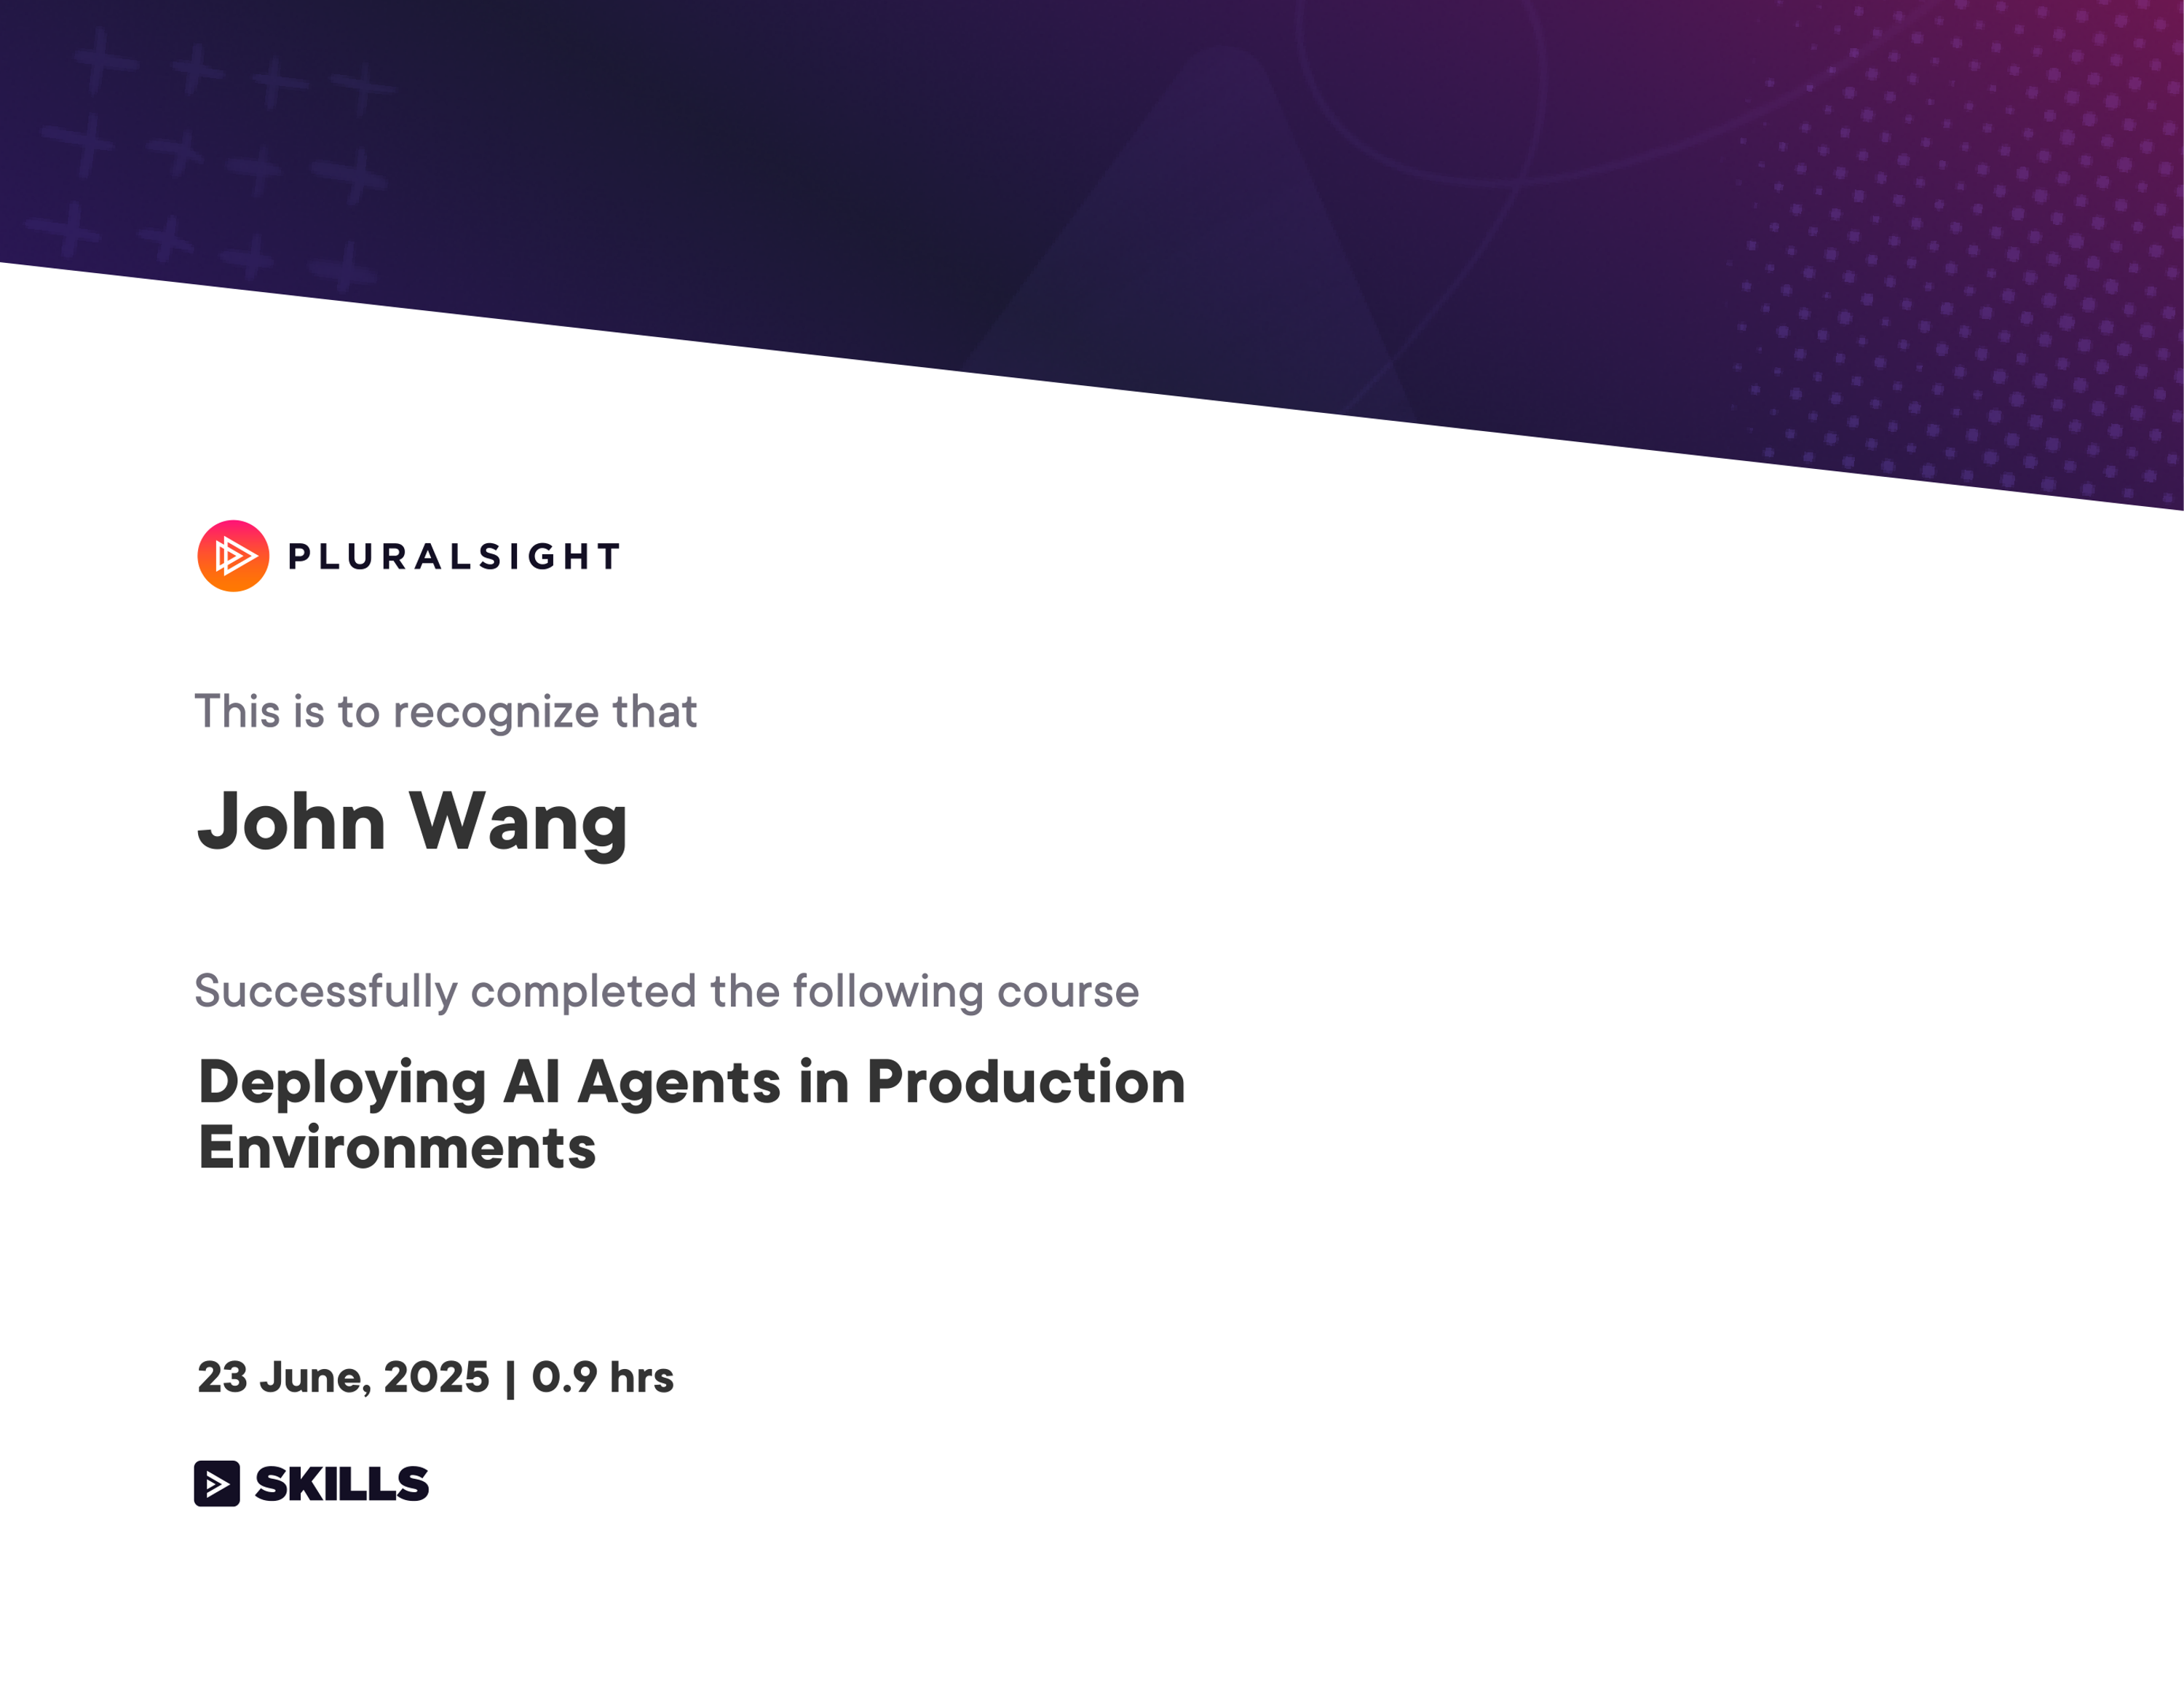 PLURALSIGHT
This is to recognize that
John Wang
Successfully completed the following course
Deploying AI Agents in Production
Environments
23 June, 2025 | 0.9 hrs
SKILLS